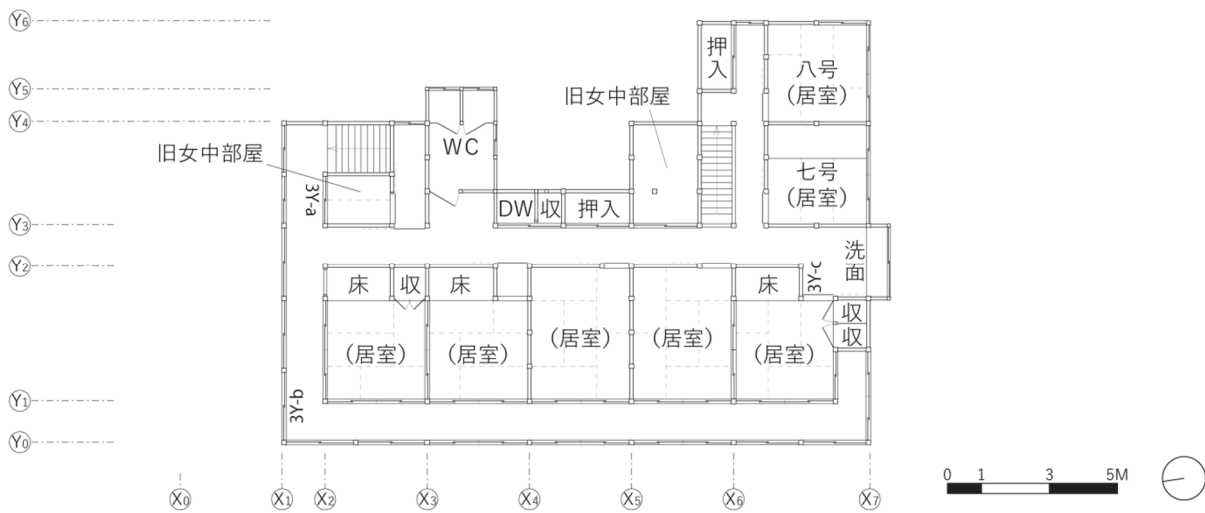 Y6
Y5
Y4
Y3
Y2
Y1
Y0
押入
八号
（居室）
旧女中部屋
WC
旧女中部屋
七号
（居室）
3Y-a
DW
収
押入
洗面
3Y-c
床
収
床
床
収
収
（居室）
（居室）
（居室）
（居室）
（居室）
3Y-b
X0
X1
X2
X3
X4
X5
X6
X7
0 1 3 5M